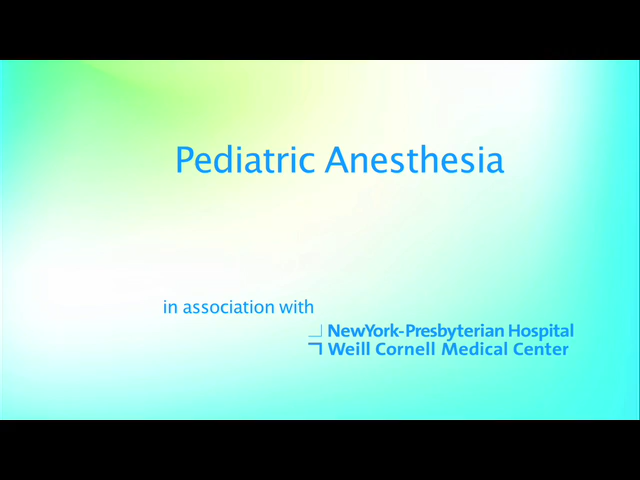 Pediatric Anesthesia
in association with
NewYork-Presbyterian Hospital
Weill Cornell Medical Center